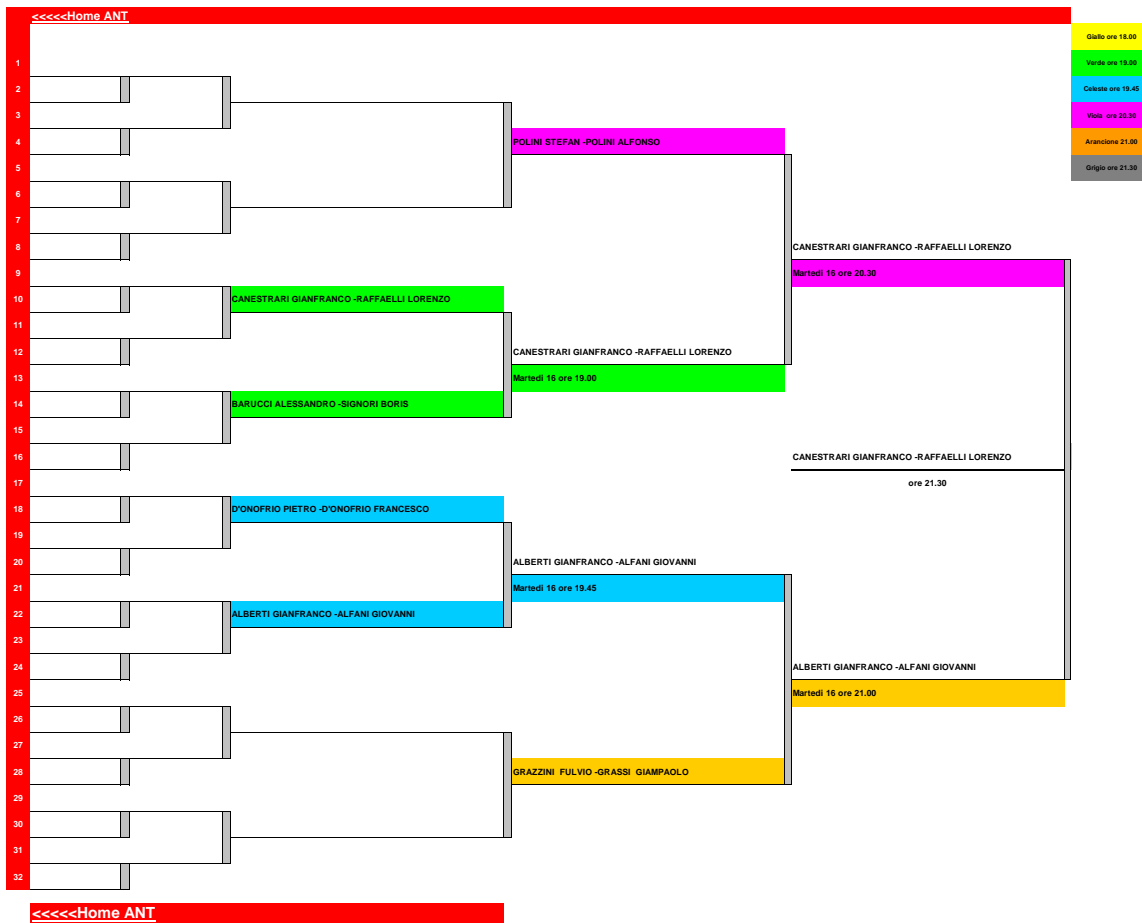 <<<<<Home ANT
Giallo ore 18.00
1
Verde ore 19.00
2
Celeste ore 19.45
3
Viola ore 20.30
4
POLINI STEFAN -POLINI ALFONSO
Arancione 21.00
5
Grigio ore 21.30
6
7
8
CANESTRARI GIANFRANCO -RAFFAELLI LORENZO
9
Martedì 16 ore 20.30
10
CANESTRARI GIANFRANCO -RAFFAELLI LORENZO
11
12
CANESTRARI GIANFRANCO -RAFFAELLI LORENZO
13
Martedì 16 ore 19.00
14
BARUCCI ALESSANDRO -SIGNORI BORIS
15
16
CANESTRARI GIANFRANCO -RAFFAELLI LORENZO
17
ore 21.30
18
D'ONOFRIO PIETRO -D'ONOFRIO FRANCESCO
19
20
ALBERTI GIANFRANCO -ALFANI GIOVANNI
21
Martedì 16 ore 19.45
22
ALBERTI GIANFRANCO -ALFANI GIOVANNI
23
24
ALBERTI GIANFRANCO -ALFANI GIOVANNI
25
Martedì 16 ore 21.00
26
27
28
GRAZZINI  FULVIO -GRASSI  GIAMPAOLO
29
30
31
32
<<<<<Home ANT